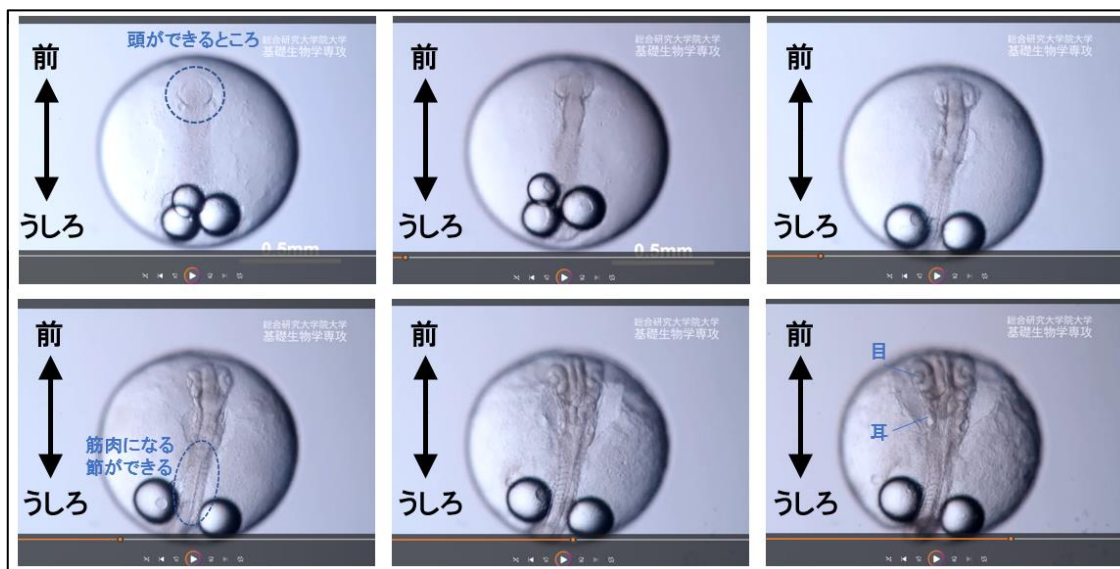 頭ができるところ
総合研究大学院大学
基礎生物学専攻
前
うしろ
0.5mm
総合研究大学院大学
基礎生物学専攻
前
うしろ
0.5mm
総合研究大学院大学
基礎生物学専攻
前
うしろ
総合研究大学院大学
基礎生物学専攻
前
筋肉になる
節ができる
うしろ
総合研究大学院大学
基礎生物学専攻
前
うしろ
総合研究大学院大学
基礎生物学専攻
前
目
耳
うしろ